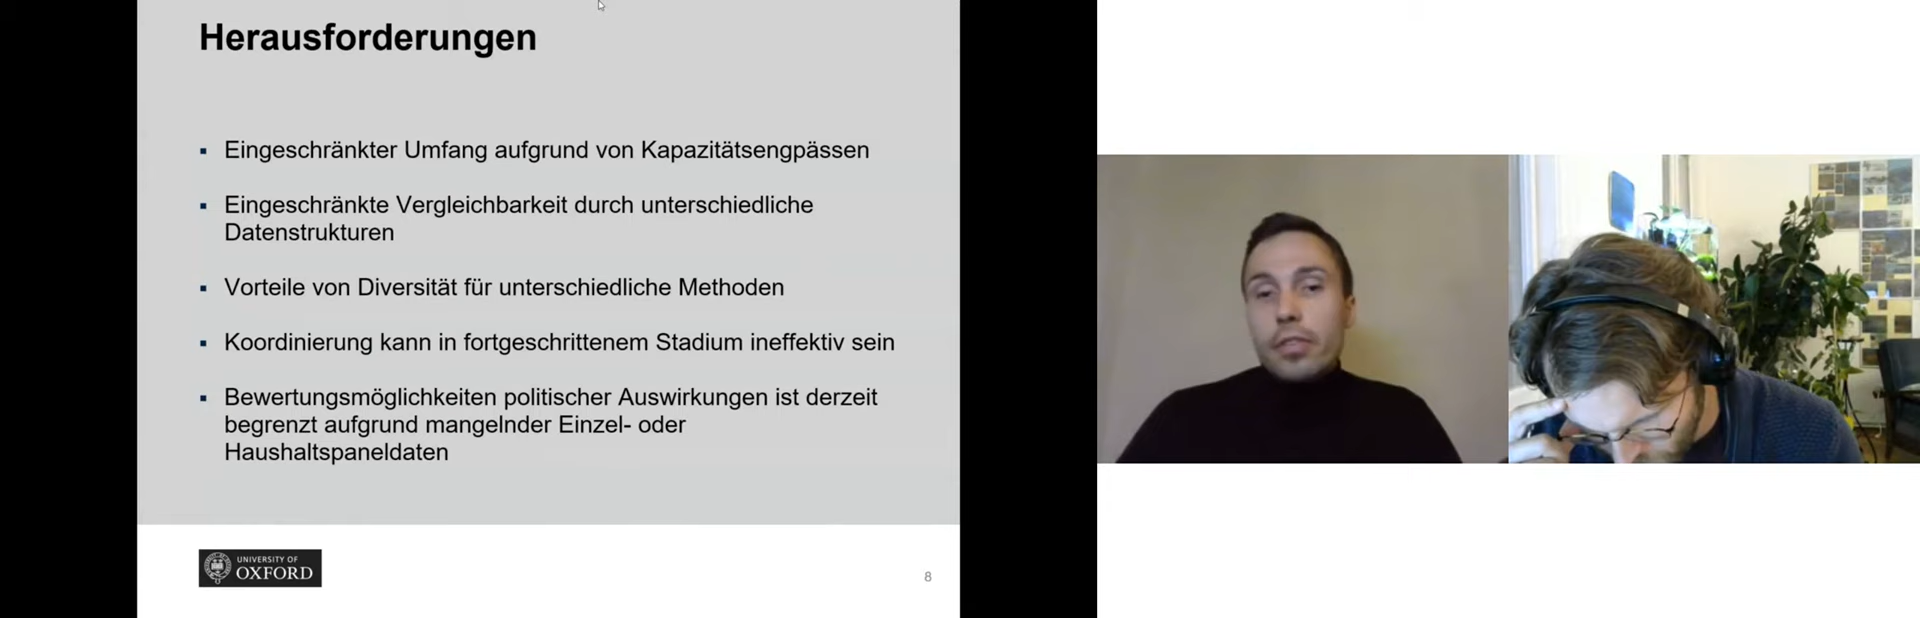 Herausforderungen
Eingeschränkter Umfang aufgrund von Kapazitätsengpässen
Eingeschränkte Vergleichbarkeit durch unterschiedliche
Datenstrukturen
Vorteile von Diversität für unterschiedliche Methoden
Koordinierung kann in fortgeschrittenem Stadium ineffektiv sein
Bewertungsmöglichkeiten politischer Auswirkungen ist derzeit
begrenzt aufgrund mangelnder Einzel- oder
Haushaltspaneldaten
UNIVERSITY OF
OXFORD
8